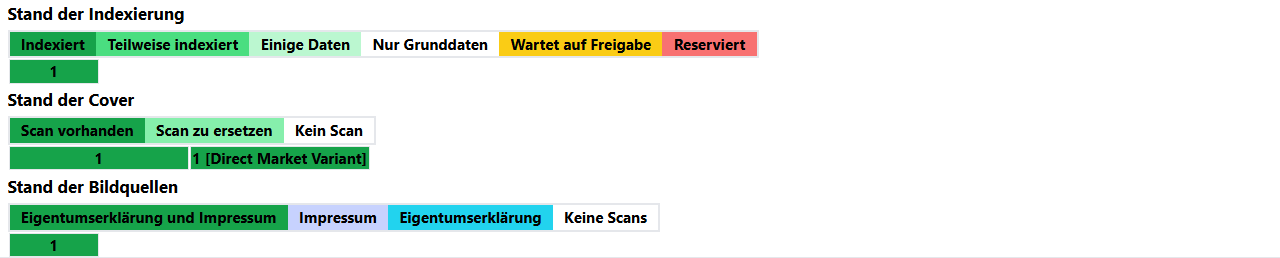 Stand der Indexierung
Indexiert Teilweise indexiert Einige Daten Nur Grunddaten Wartet auf Freigabe Reserviert
1
Stand der Cover
Scan vorhanden Scan zu ersetzen Kein Scan
1 1 [Direct Market Variant]
Stand der Bildquellen
Eigentumserklärung und Impressum Impressum Eigentumserklärung Keine Scans
1